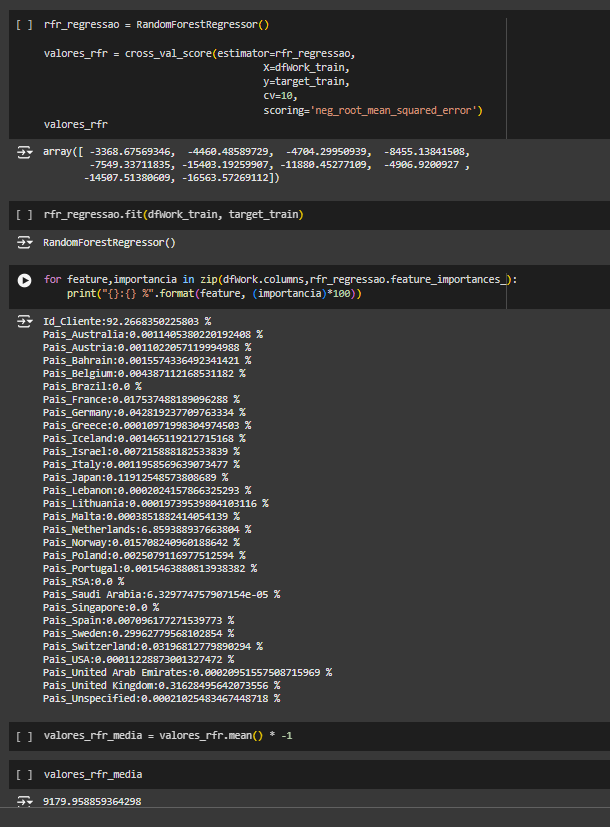 [ ] rfr_regressao = RandomForestRegressor()
valores_rfr = cross_val_score(estimator=rfr_regressao,
X=dfWork_train,
y=target_train,
cv=10,
scoring='neg_root_mean_squared_error')
valores_rfr
array([ -3368.67569346,  -4460.48589729,  -4704.29950939,  -8455.13841508,
-7549.33711835, -15403.19259907, -11880.45277109,  -4906.9200927 ,
-14507.51380609, -16563.57269112])
[ ] rfr_regressao.fit(dfWork_train, target_train)
RandomForestRegressor()
for feature,importancia in zip(dfWork.columns,rfr_regressao.feature_importances_):
print("{}:{} %".format(feature, (importancia)*100))
Id_Cliente:92.2668350225803 %
Pais_Australia:0.0011405380220192408 %
Pais_Austria:0.0011022057119994988 %
Pais_Bahrain:0.0015574336492341421 %
Pais_Belgium:0.004387112168531182 %
Pais_Brazil:0.0 %
Pais_France:0.017537488189096288 %
Pais_Germany:0.042819237709763334 %
Pais_Greece:0.00010971998304974503 %
Pais_Iceland:0.001465119212715168 %
Pais_Israel:0.007215888182533839 %
Pais_Italy:0.0011958569639073477 %
Pais_Japan:0.11912548573808689 %
Pais_Lebanon:0.0002024157866325293 %
Pais_Lithuania:0.00019739539804103116 %
Pais_Malta:0.0003851882414054139 %
Pais_Netherlands:6.859388937663804 %
Pais_Norway:0.015708240960188642 %
Pais_Poland:0.0025079116977512594 %
Pais_Portugal:0.0015463880813938382 %
Pais_RSA:0.0 %
Pais_Saudi Arabia:6.329774757907154e-05 %
Pais_Singapore:0.0 %
Pais_Spain:0.007096177271539773 %
Pais_Sweden:0.29962779568102854 %
Pais_Switzerland:0.03196812779890294 %
Pais_USA:0.00011228873001327472 %
Pais_United Arab Emirates:0.00020951557508715969 %
Pais_United Kingdom:0.31628495642073556 %
Pais_Unspecified:0.00021025483467448718 %
[ ] valores_rfr_media = valores_rfr.mean() * -1
[ ] valores_rfr_media
9179.958859364298